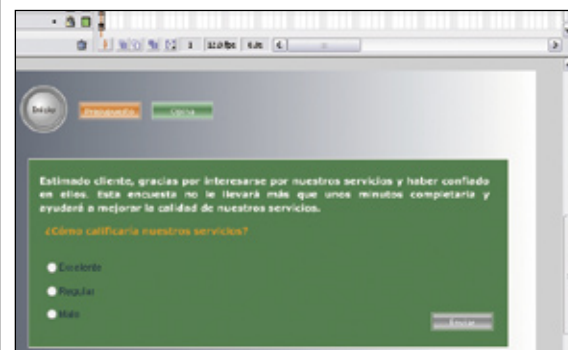 1
Iniciar
Presupuesto
Estimado cliente, gracias por interesarse por nuestros servicios y haber confiado
en ellos. Esta encuesta no le llevará más que unos minutos completarla y
ayudará a mejorar la calidad de nuestros servicios.
¿Cómo calificaría nuestros servicios?
Excelente
Regular
Malo
Enviar